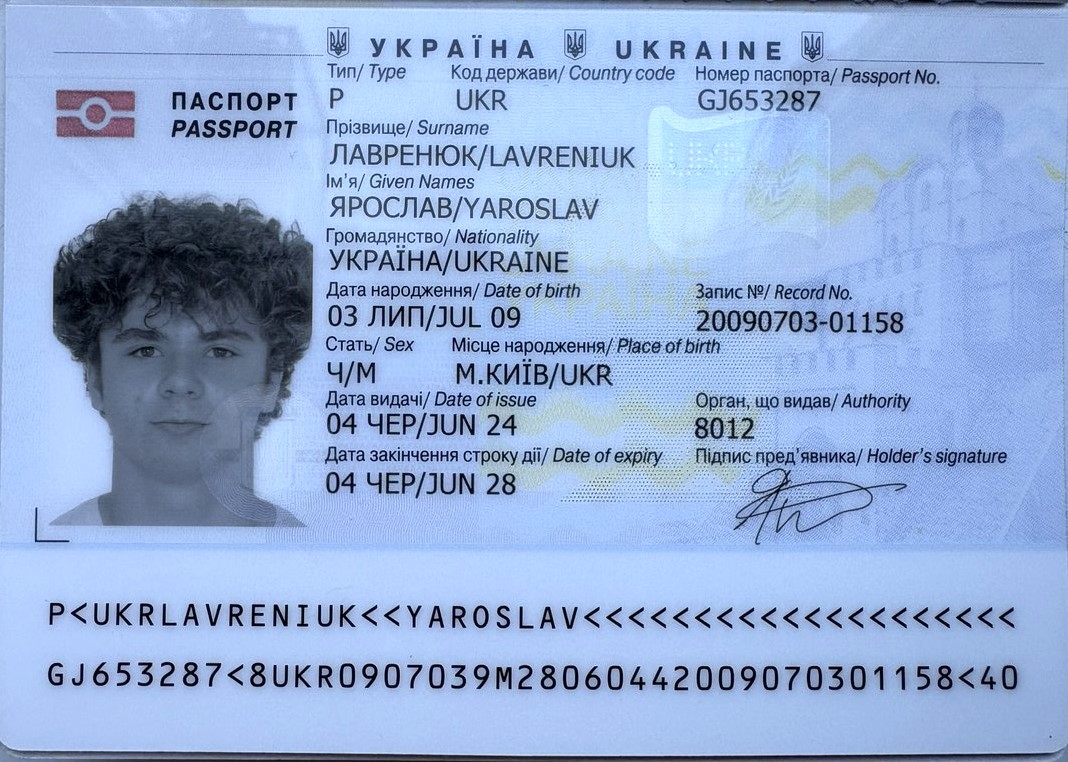 УКРАЇНА UKRAINE
Тип/ Type Код держави/ Country code Номер паспорта/ Passport No.
ПАСПОРТ P UKR GJ653287
PASSPORT
Прізвище/ Surname
ЛАВРЕНЮК/LAVRENIUK
Ім'я/ Given Names
ЯРОСЛАВ/YAROSLAV
Громадянство/ Nationality
УКРАЇНА/UKRAINE
Дата народження/ Date of birth Запис №/ Record No.
03 ЛИП/JUL 09 20090703-01158
Стать/ Sex Місце народження/ Place of birth
Ч/M М.КИЇВ/UKR
Дата видачі/ Date of issue Орган, що видав/ Authority
04 ЧЕР/JUN 24 8012
Дата закінчення строку дії/ Date of expiry Підпис пред'явника/ Holder's signature
04 ЧЕР/JUN 28
P<UKRLAVRENIUK<<YAROSLAV<<<<<<<<<<<<<<<<<<<<
GJ653287<8UKR0907039M28060442009070301158<40